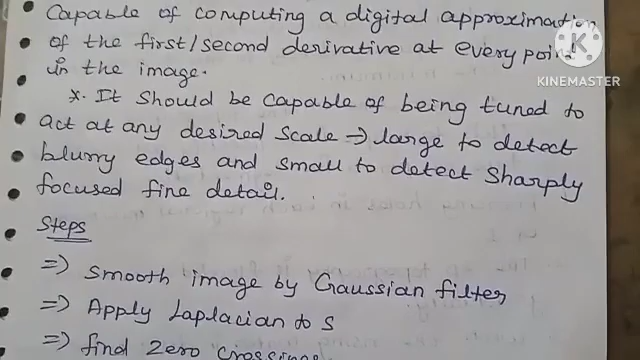 Capable of computing a digital approximation
of the first/second derivative at every point
in the image.
*. It should be capable of being tuned to
act at any desired scale => large to detect
blurry edges and small to detect sharply
focused fine detail.
Steps
=> Smooth image by Gaussian filter
=> Apply Laplacian to S
=> find zero crossings.
KINEMASTER